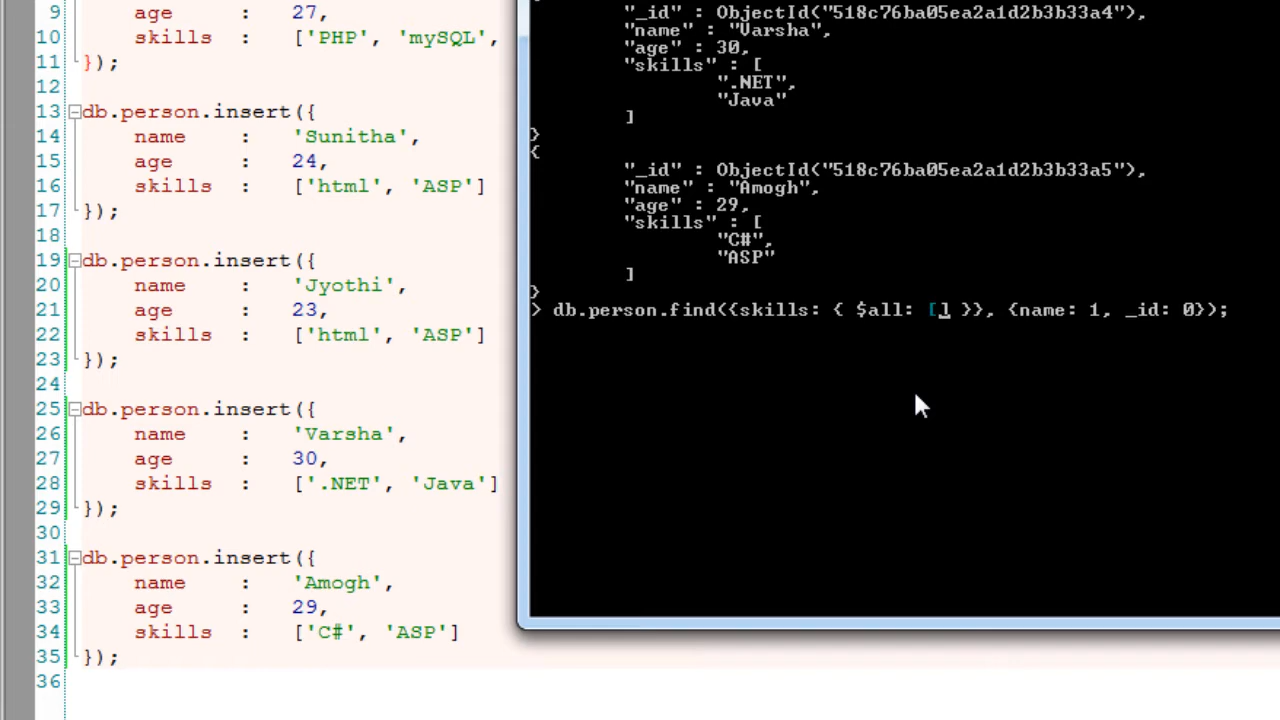 9 age : 27,
10 skills : ['PHP', 'mySQL',
11 });
12
13 db.person.insert({
14 name : 'Sunitha',
15 age : 24,
16 skills : ['html', 'ASP']
17 });
18
19 db.person.insert({
20 name : 'Jyothi',
21 age : 23,
22 skills : ['html', 'ASP']
23 });
24
25 db.person.insert({
26 name : 'Varsha',
27 age : 30,
28 skills : ['.NET', 'Java']
29 });
30
31 db.person.insert({
32 name : 'Amogh',
33 age : 29,
34 skills : ['C#', 'ASP']
35 });
36
"_id" : ObjectId("518c76ba05ea2a1d2b3b33a4"),
"name" : "Varsha",
"age" : 30,
"skills" : [
".NET",
"Java"
]
}
{
"_id" : ObjectId("518c76ba05ea2a1d2b3b33a5"),
"name" : "Amogh",
"age" : 29,
"skills" : [
"C#",
"ASP"
]
}
> db.person.find({skills: { $all: [] }}, {name: 1, _id: 0});